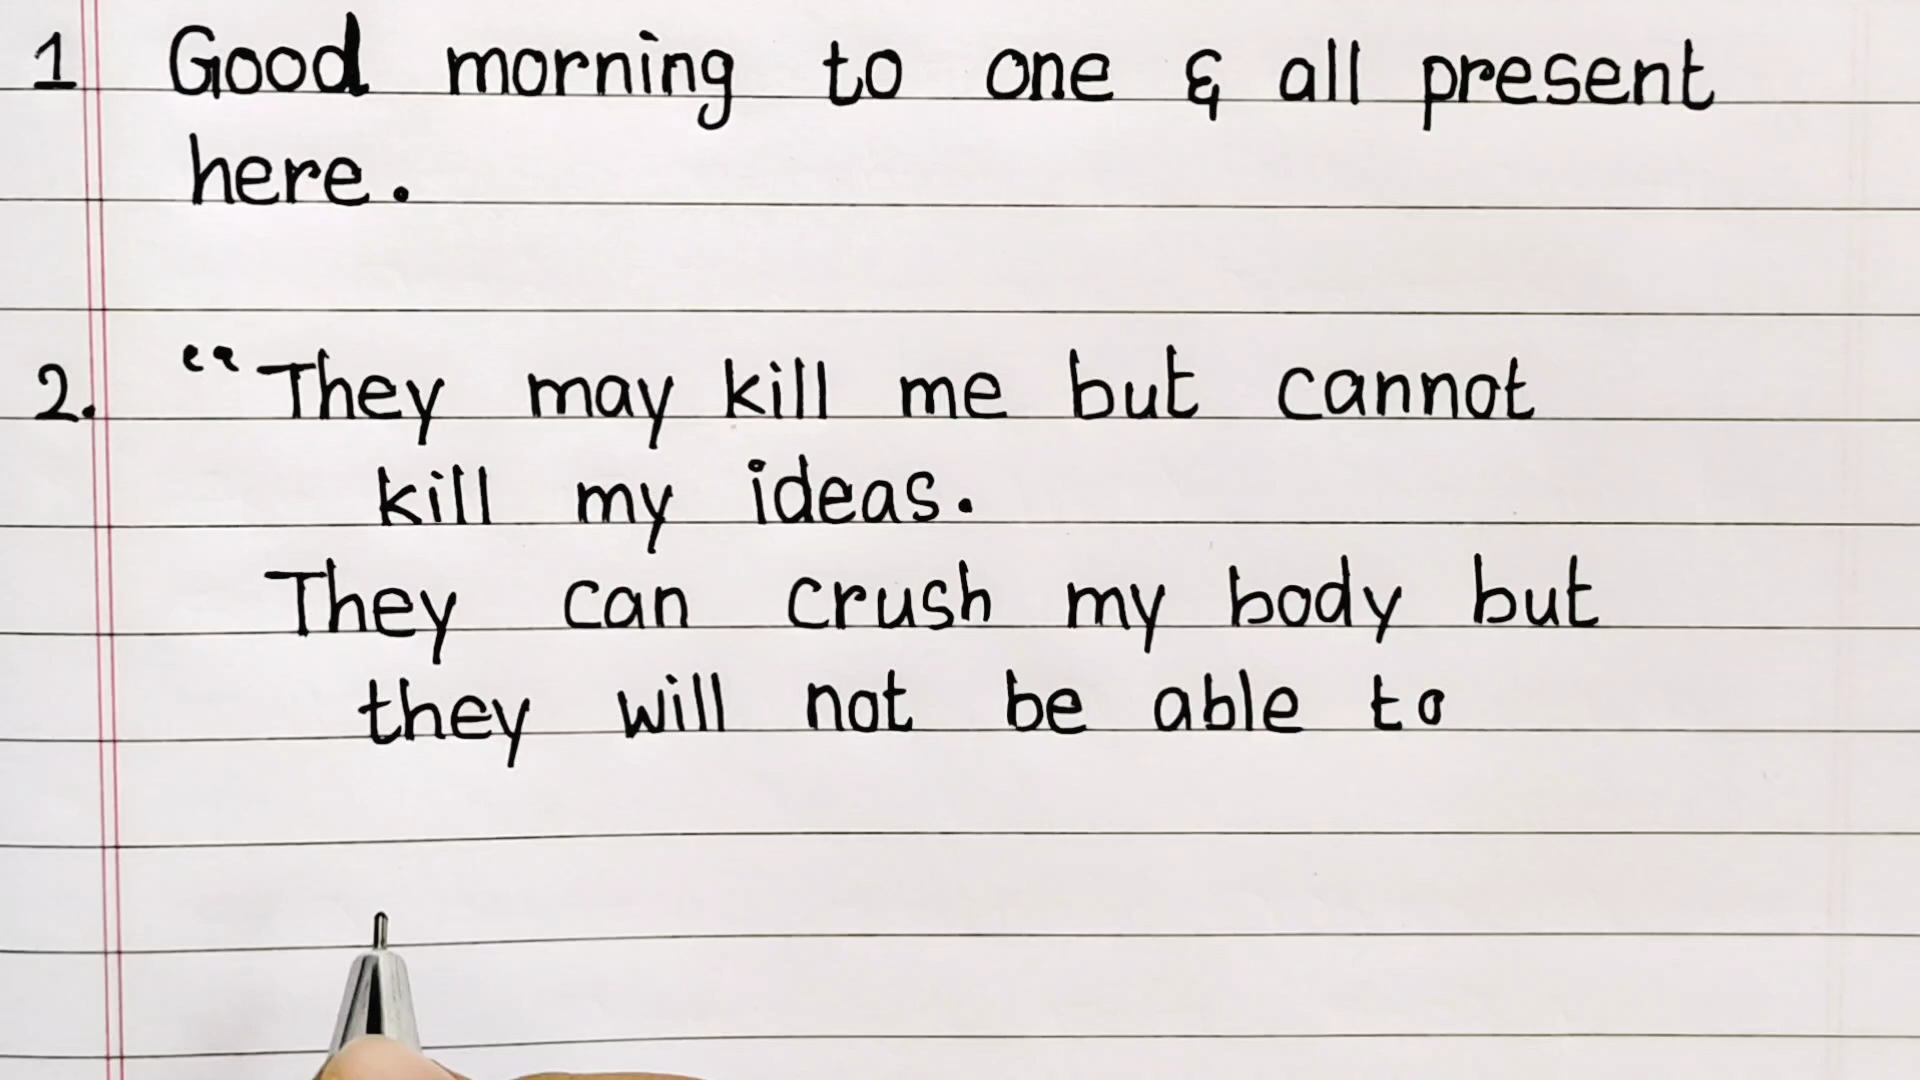 1 Good morning to one & all present
here.
2. "They may kill me but cannot
kill my ideas.
They can crush my body but
they will not be able to